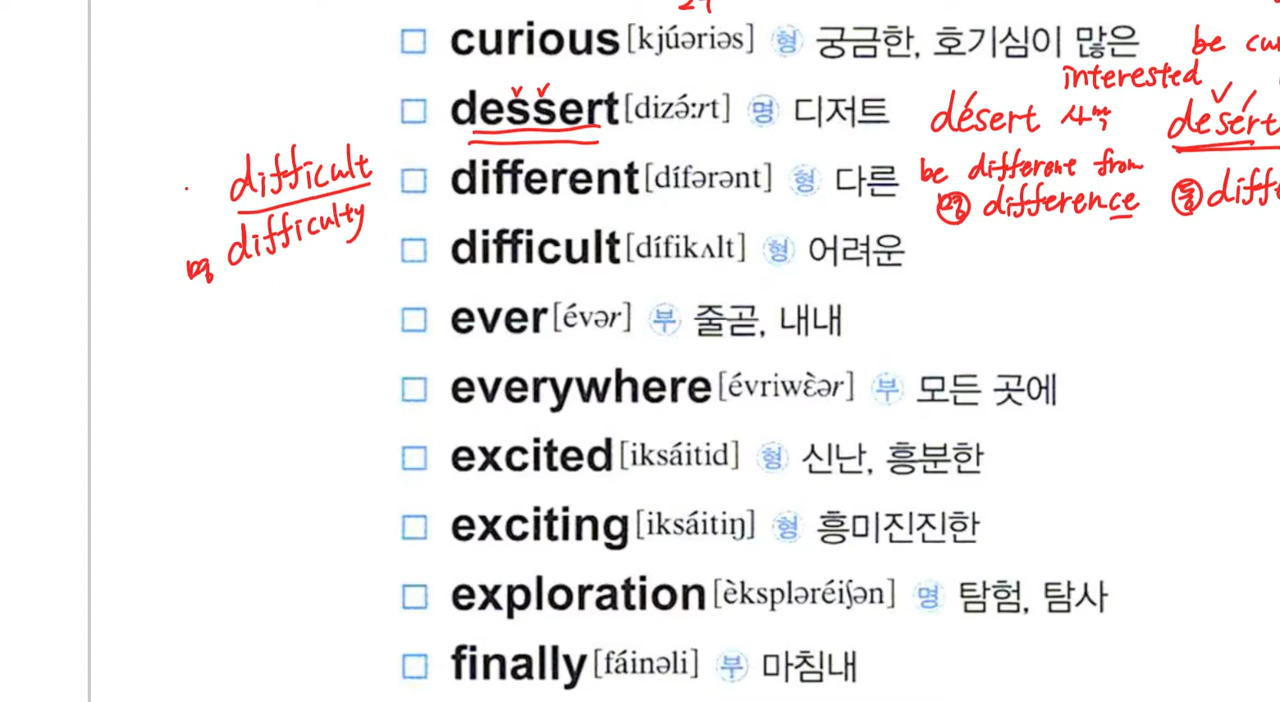 curious [kjúəriəs] 형 궁금한, 호기심이 많은 be cu
interested
dessert [dizə́ːrt] 명 디저트 désert 사막 desert
difficult
different [dífərənt] 형 다른 be different from
명 difference 동 diffe
명 difficulty
difficult [dífikʌlt] 형 어려운
ever [évər] 부 줄곧, 내내
everywhere [évriwɛ̀ər] 부 모든 곳에
excited [iksáitid] 형 신난, 흥분한
exciting [iksáitiŋ] 형 흥미진진한
exploration [èkspləréiʃən] 명 탐험, 탐사
finally [fáinəli] 부 마침내